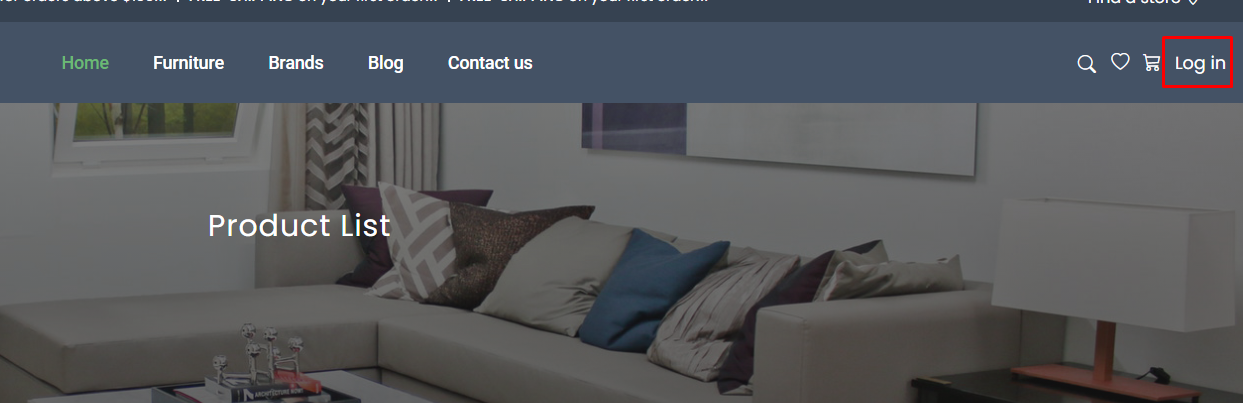 FREE SHIPPING on your first order... | FREE SHIPPING on your first order...
Find a store
Home Furniture Brands Blog Contact us Log in
Product List